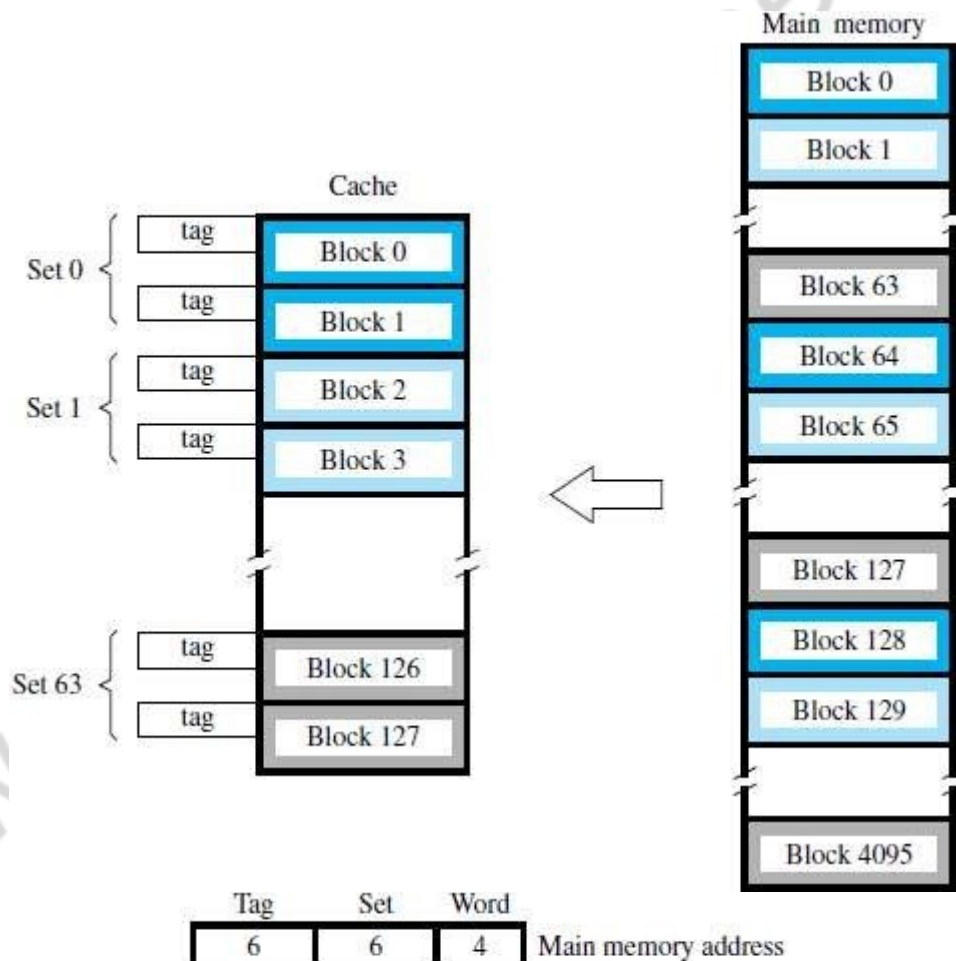 Main memory
Block 0
Block 1
Block 63
Block 64
Block 65
Block 127
Block 128
Block 129
Block 4095
Cache
Set 0
tag
Block 0
tag
Block 1
Set 1
tag
Block 2
tag
Block 3
Set 63
tag
Block 126
tag
Block 127
Tag Set Word
6 6 4 Main memory address